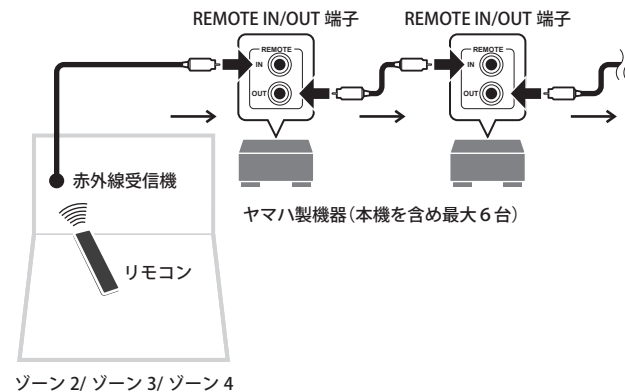 REMOTE IN/OUT 端子
REMOTE IN/OUT 端子
REMOTE
IN
OUT
REMOTE
IN
OUT
赤外線受信機
リモコン
ヤマハ製機器(本機を含め最大6台)
ゾーン 2/ ゾーン 3/ ゾーン 4